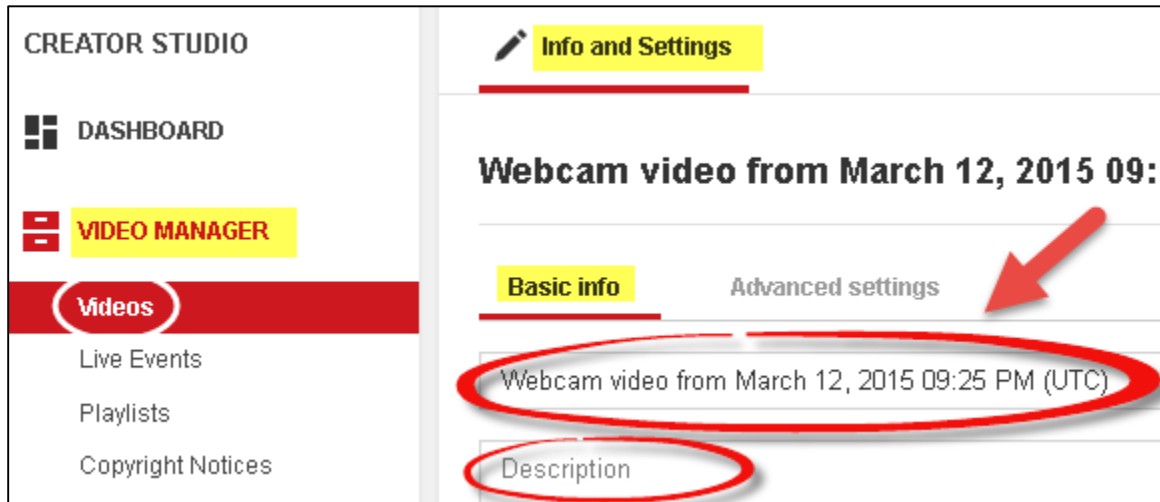 CREATOR STUDIO
DASHBOARD
VIDEO MANAGER
Videos
Live Events
Playlists
Copyright Notices
Info and Settings
Webcam video from March 12, 2015 09:
Basic info Advanced settings
Webcam video from March 12, 2015 09:25 PM (UTC)
Description